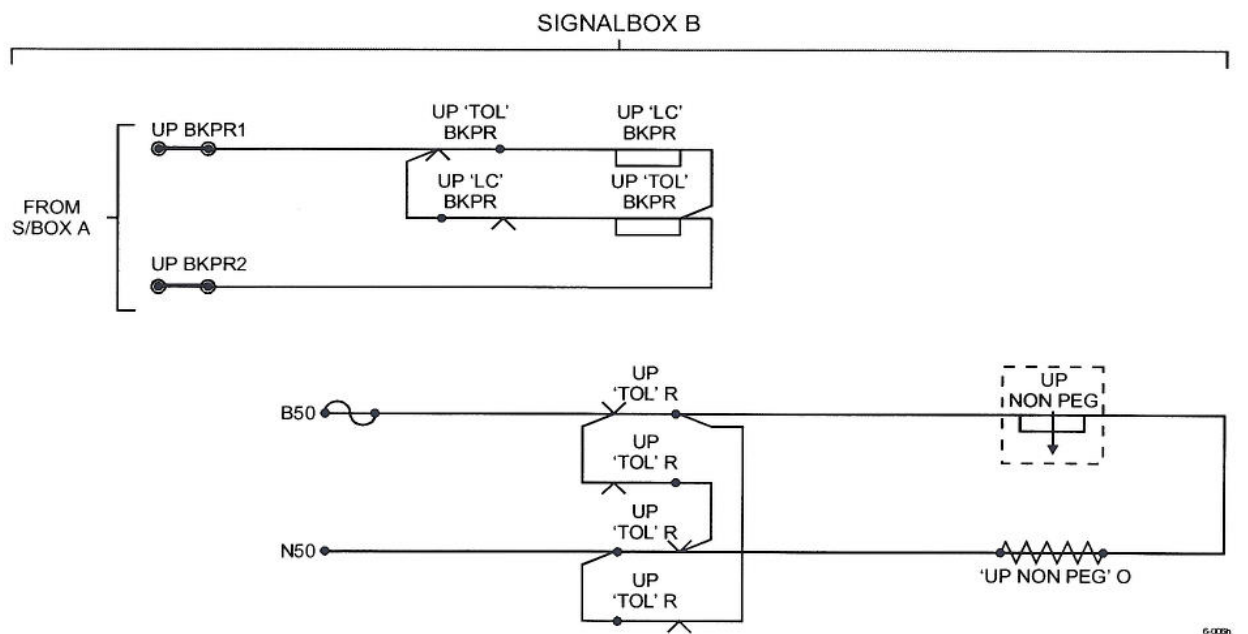 SIGNALBOX B
UP BKPR1
UP 'TOL'
BKPR
UP 'LC'
BKPR
FROM
S/BOX A
UP 'LC'
BKPR
UP 'TOL'
BKPR
UP BKPR2
B50
UP
'TOL' R
UP
NON PEG
UP
'TOL' R
N50
UP
'TOL' R
'UP NON PEG' O
UP
'TOL' R